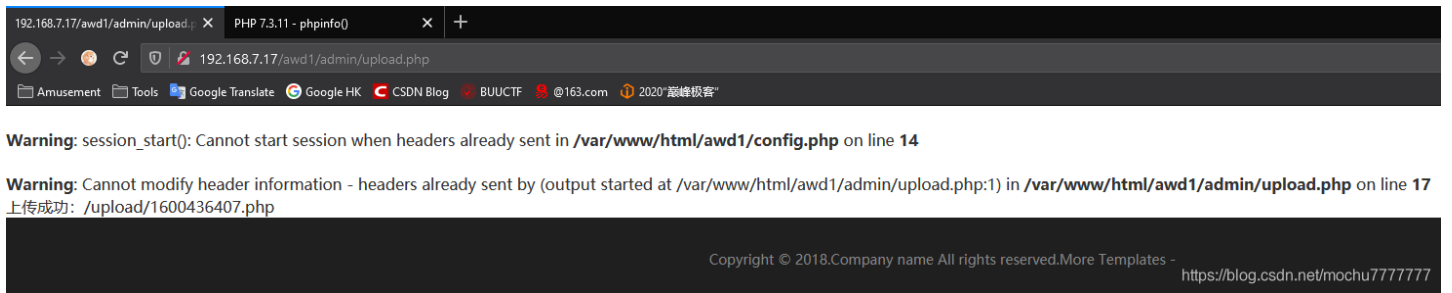 192.168.7.17/awd1/admin/upload.p
PHP 7.3.11 - phpinfo()
192.168.7.17/awd1/admin/upload.php
Amusement Tools Google Translate Google HK CSDN Blog BUUCTF @163.com 2020"巅峰极客"
Warning: session_start(): Cannot start session when headers already sent in /var/www/html/awd1/config.php on line 14
Warning: Cannot modify header information - headers already sent by (output started at /var/www/html/awd1/admin/upload.php:1) in /var/www/html/awd1/admin/upload.php on line 17
上传成功：/upload/1600436407.php
Copyright © 2018.Company name All rights reserved.More Templates -
https://blog.csdn.net/mochu7777777